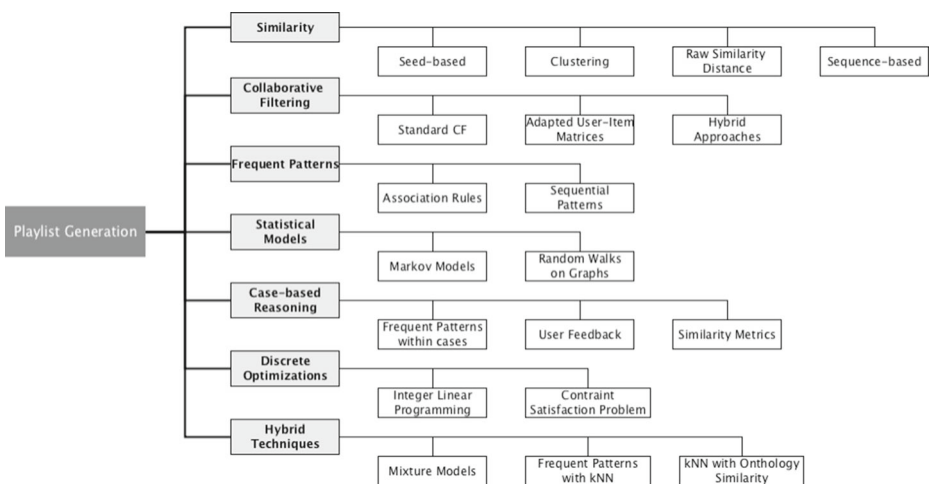 Similarity
Seed-based
Clustering
Raw Similarity
Distance
Sequence-based
Collaborative
Filtering
Standard CF
Adapted User-Item
Matrices
Hybrid
Approaches
Frequent Patterns
Association Rules
Sequential
Patterns
Playlist Generation
Statistical
Models
Markov Models
Random Walks
on Graphs
Case-based
Reasoning
Frequent Patterns
within cases
User Feedback
Similarity Metrics
Discrete
Optimizations
Integer Linear
Programming
Contraint
Satisfaction Problem
Hybrid
Techniques
Mixture Models
Frequent Patterns
with kNN
kNN with Onthology
Similarity